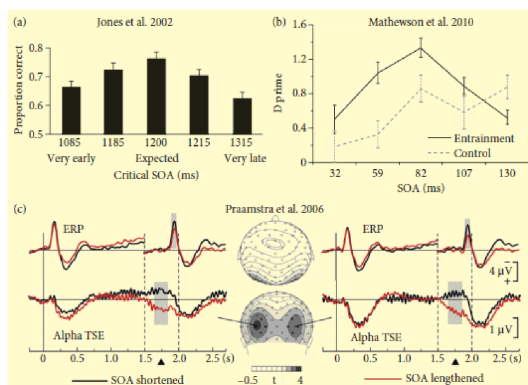 (a) Jones et al. 2002
Proportion correct
0.8
0.7
0.6
0.5
1085 1185 1200 1215 1315
Very early Expected Very late
Critical SOA (ms)
(b) Mathewson et al. 2010
D prime
1.6
1.2
0.8
0.4
0
Entrainment
Control
32 59 82 107 130
SOA (ms)
(c) Praamstra et al. 2006
ERP
ERP
4 µV
+
Alpha TSE
Alpha TSE
1 µV
0 0.5 1.0 1.5 2.0 2.5 (s)
−0.5 t 4
0 0.5 1.0 1.5 2.0 2.5 (s)
SOA shortened
SOA lengthened